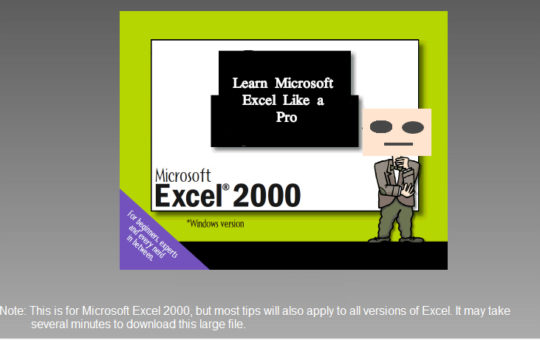 Learn Microsoft
Excel Like a
Pro
Microsoft
Excel® 2000
*Windows version
For beginners, experts
and every nerd
in between.
Note: This is for Microsoft Excel 2000, but most tips will also apply to all versions of Excel. It may take
several minutes to download this large file.